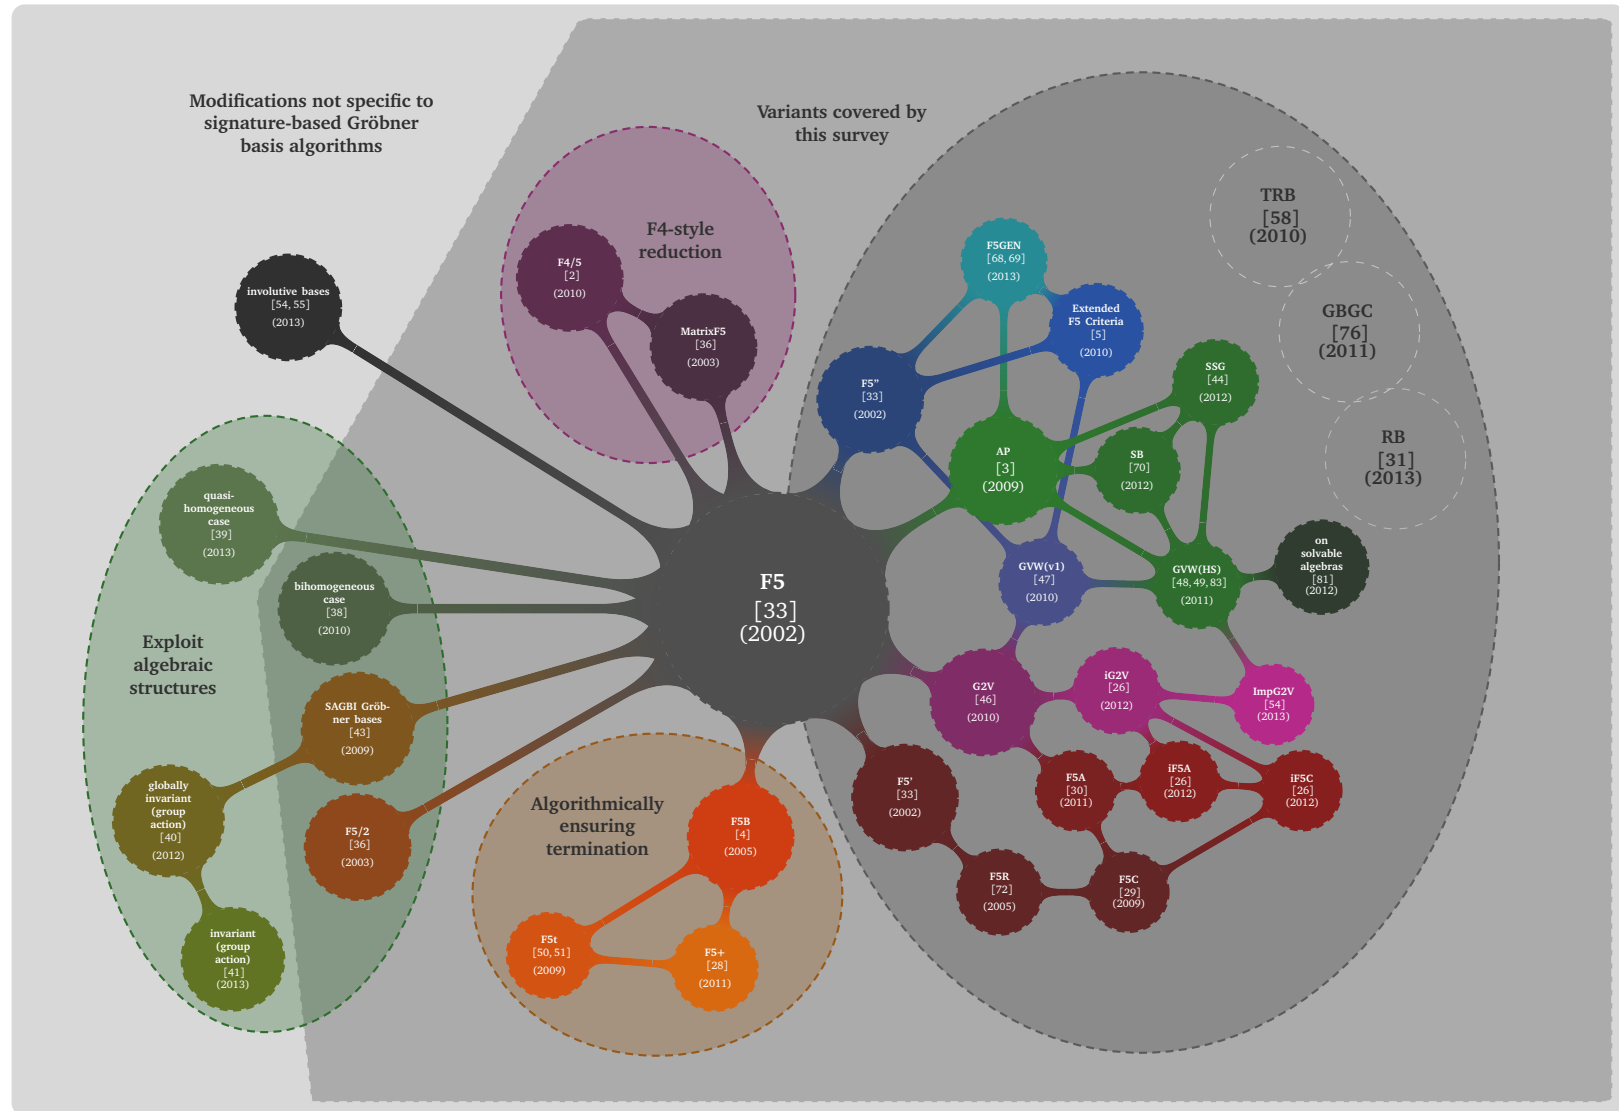 Modifications not specific to
signature-based Gröbner
basis algorithms
Variants covered by
this survey
F4-style
reduction
F4/5
[2]
(2010)
MatrixF5
[36]
(2003)
involutive bases
[54, 55]
(2013)
Exploit
algebraic
structures
quasi-
homogeneous
case
[39]
(2013)
bihomogeneous
case
[38]
(2010)
SAGBI Gröb-
ner bases
[43]
(2009)
globally
invariant
(group
action)
[40]
(2012)
F5/2
[36]
(2003)
invariant
(group
action)
[41]
(2013)
F5
[33]
(2002)
Algorithmically
ensuring
termination
F5B
[4]
(2005)
F5t
[50, 51]
(2009)
F5+
[28]
(2011)
F5GEN
[68, 69]
(2013)
Extended
F5 Criteria
[5]
(2010)
F5”
[33]
(2002)
AP
[3]
(2009)
SSG
[44]
(2012)
SB
[70]
(2012)
TRB
[58]
(2010)
GBGC
[76]
(2011)
RB
[31]
(2013)
GVW(v1)
[47]
(2010)
GVW(HS)
[48, 49, 83]
(2011)
on
solvable
algebras
[81]
(2012)
G2V
[46]
(2010)
iG2V
[26]
(2012)
ImpG2V
[54]
(2013)
F5’
[33]
(2002)
F5A
[30]
(2011)
iF5A
[26]
(2012)
iF5C
[26]
(2012)
F5R
[72]
(2005)
F5C
[29]
(2009)